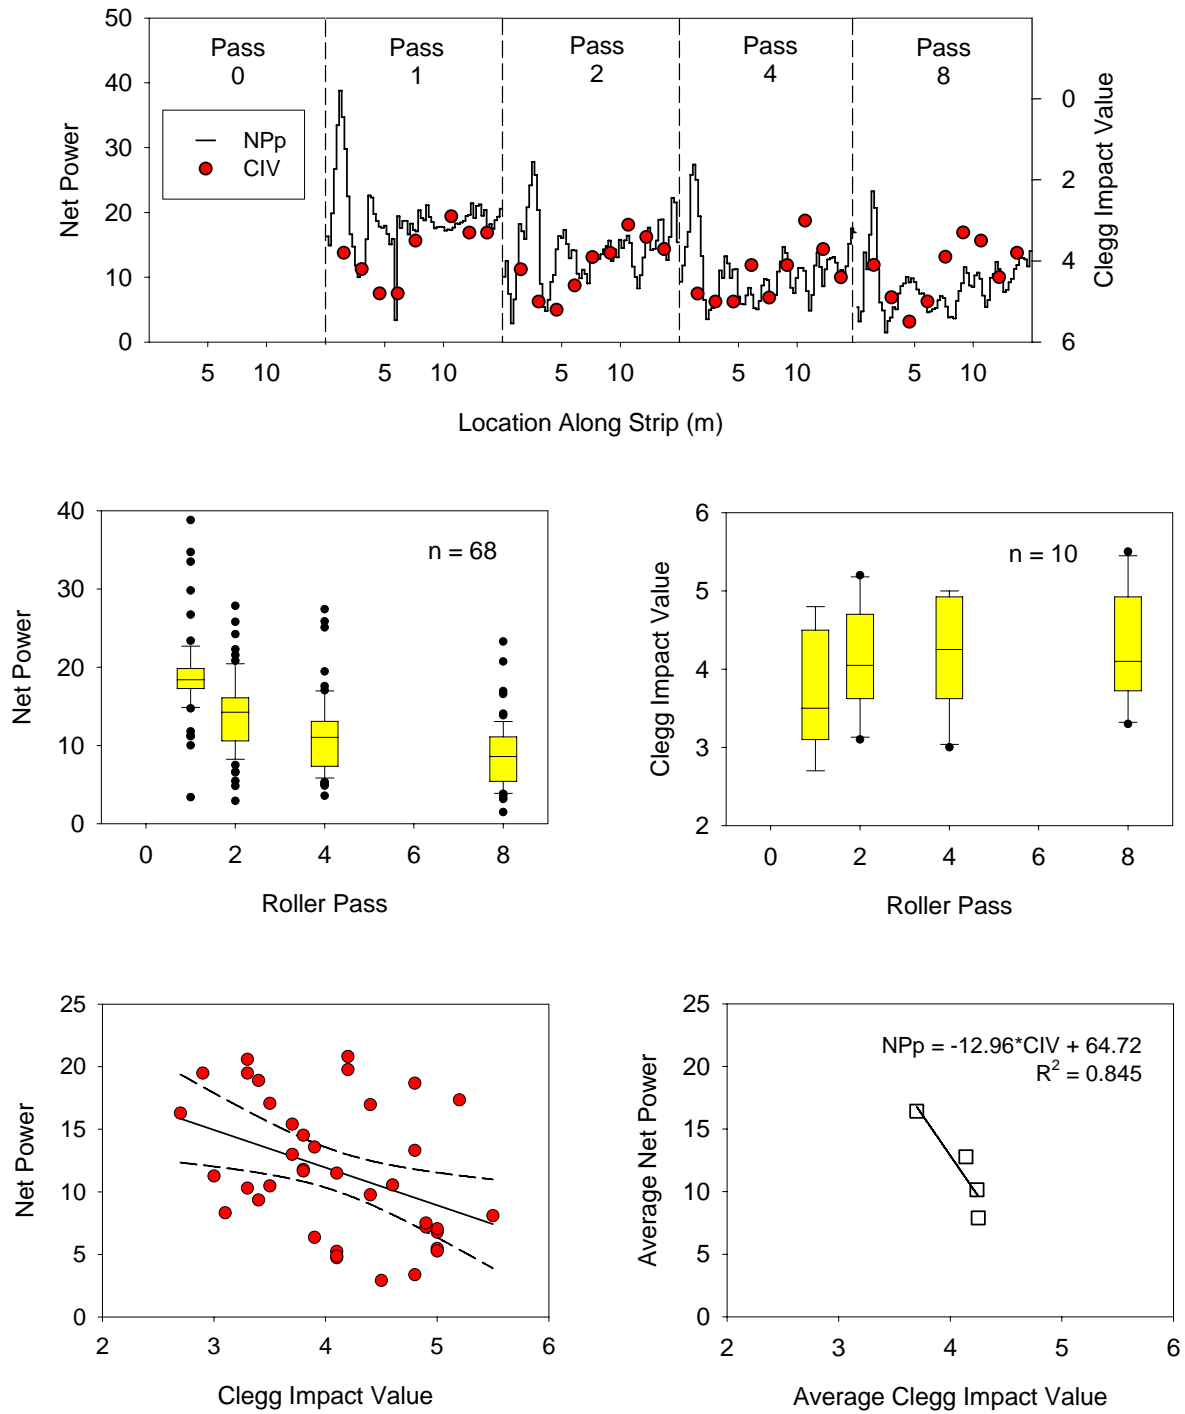 50
40
30
20
10
0
Net Power
Pass
0
Pass
1
Pass
2
Pass
4
Pass
8
NPp
CIV
0
2
4
6
Clegg Impact Value
5 10 5 10 5 10 5 10 5 10
Location Along Strip (m)
40
30
20
10
0
Net Power
n = 68
0 2 4 6 8
Roller Pass
6
5
4
3
2
Clegg Impact Value
n = 10
0 2 4 6 8
Roller Pass
25
20
15
10
5
0
Net Power
2 3 4 5 6
Clegg Impact Value
25
20
15
10
5
0
Average Net Power
NPp = -12.96*CIV + 64.72
R² = 0.845
2 3 4 5 6
Average Clegg Impact Value